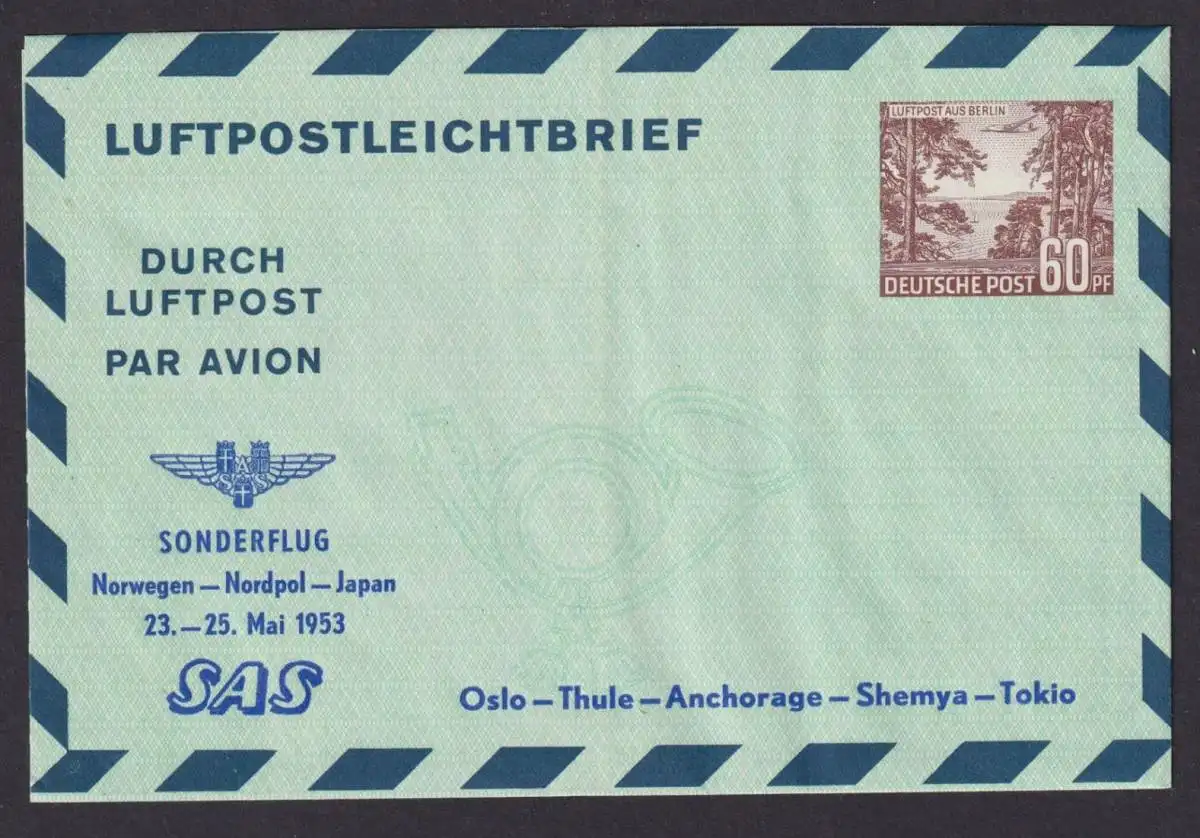 LUFTPOSTLEICHTBRIEF
LUFTPOST AUS BERLIN
DEUTSCHE POST 60 PF
DURCH
LUFTPOST
PAR AVION
SAS
SONDERFLUG
Norwegen – Nordpol – Japan
23. – 25. Mai 1953
SAS
Oslo – Thule – Anchorage – Shemya – Tokio